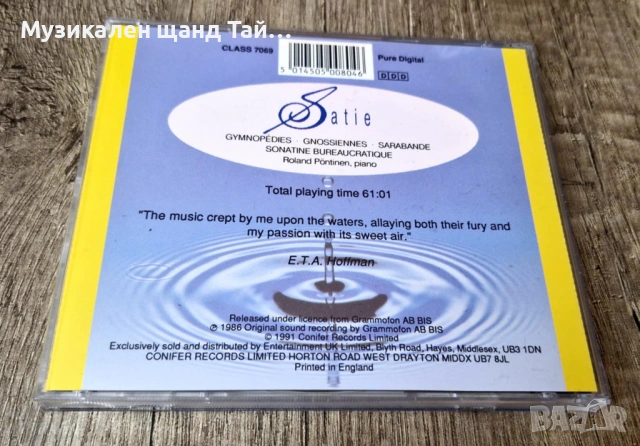 Музикален щанд Тай…
CLASS 7069
5 014505 008046
Pure Digital
DDD
Satie
GYMNOPÉDIES · GNOSSIENNES · SARABANDE
SONATINE BUREAUCRATIQUE
Roland Pöntinen, piano
Total playing time 61:01
"The music crept by me upon the waters, allaying both their fury and
my passion with its sweet air."
E.T.A. Hoffman
Released under licence from Grammofon AB BIS
℗ 1986 Original sound recording by Grammofon AB BIS
© 1991 Conifer Records Limited
Exclusively sold and distributed by Entertainment UK Limited, Blyth Road, Hayes, Middlesex, UB3 1DN
CONIFER RECORDS LIMITED HORTON ROAD WEST DRAYTON MIDDX UB7 8JL
Printed in England
bazar